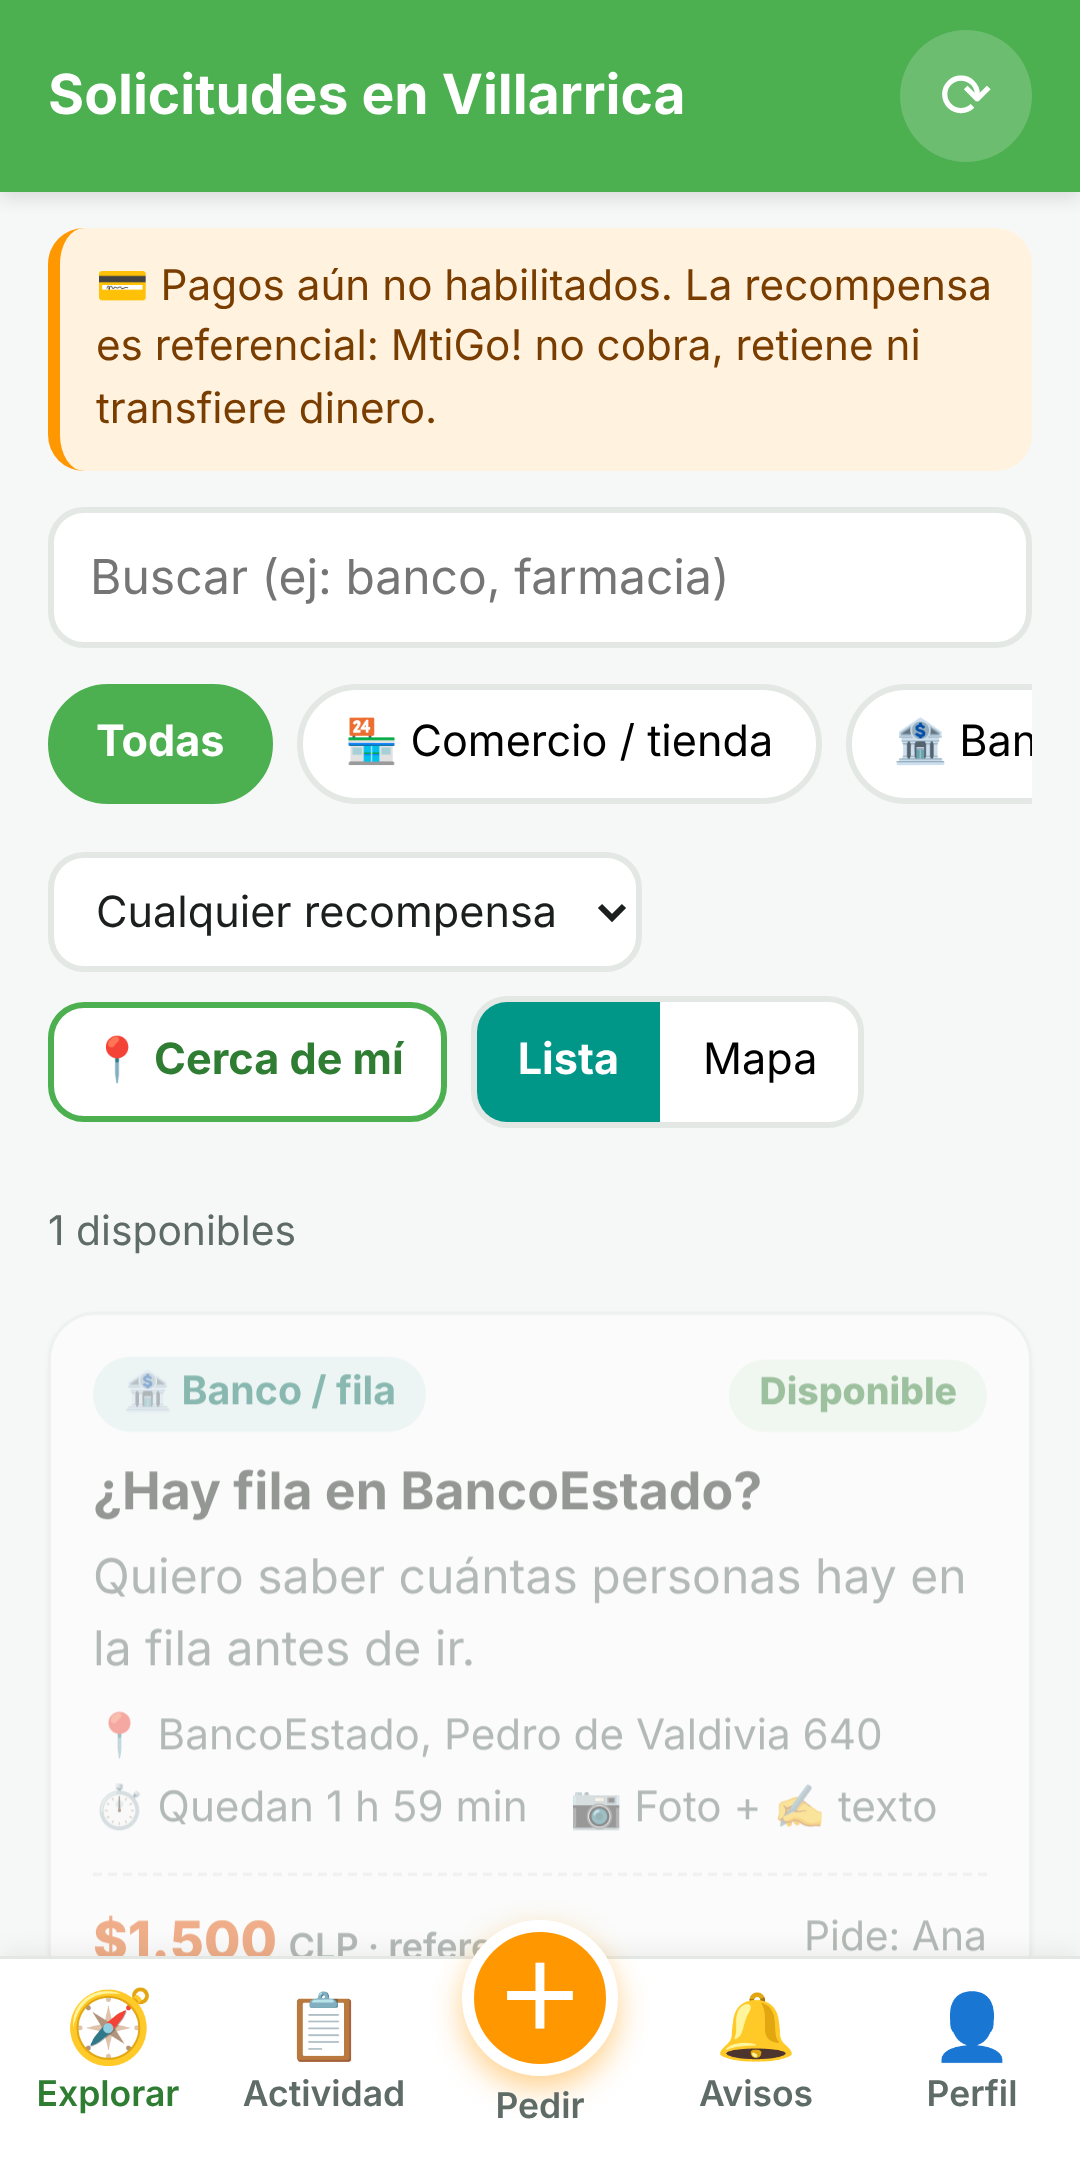 Solicitudes en Villarrica
⟳
💳 Pagos aún no habilitados. La recompensa
es referencial: MtiGo! no cobra, retiene ni
transfiere dinero.
Buscar (ej: banco, farmacia)
Todas
Comercio / tienda
Ban
Cualquier recompensa
📍 Cerca de mí
Lista
Mapa
1 disponibles
🏦 Banco / fila
Disponible
¿Hay fila en BancoEstado?
Quiero saber cuántas personas hay en
la fila antes de ir.
📍 BancoEstado, Pedro de Valdivia 640
⏱️ Quedan 1 h 59 min 📷 Foto + ✍️ texto
$1.500 CLP · refere
Pide: Ana
Explorar
Actividad
Pedir
Avisos
Perfil